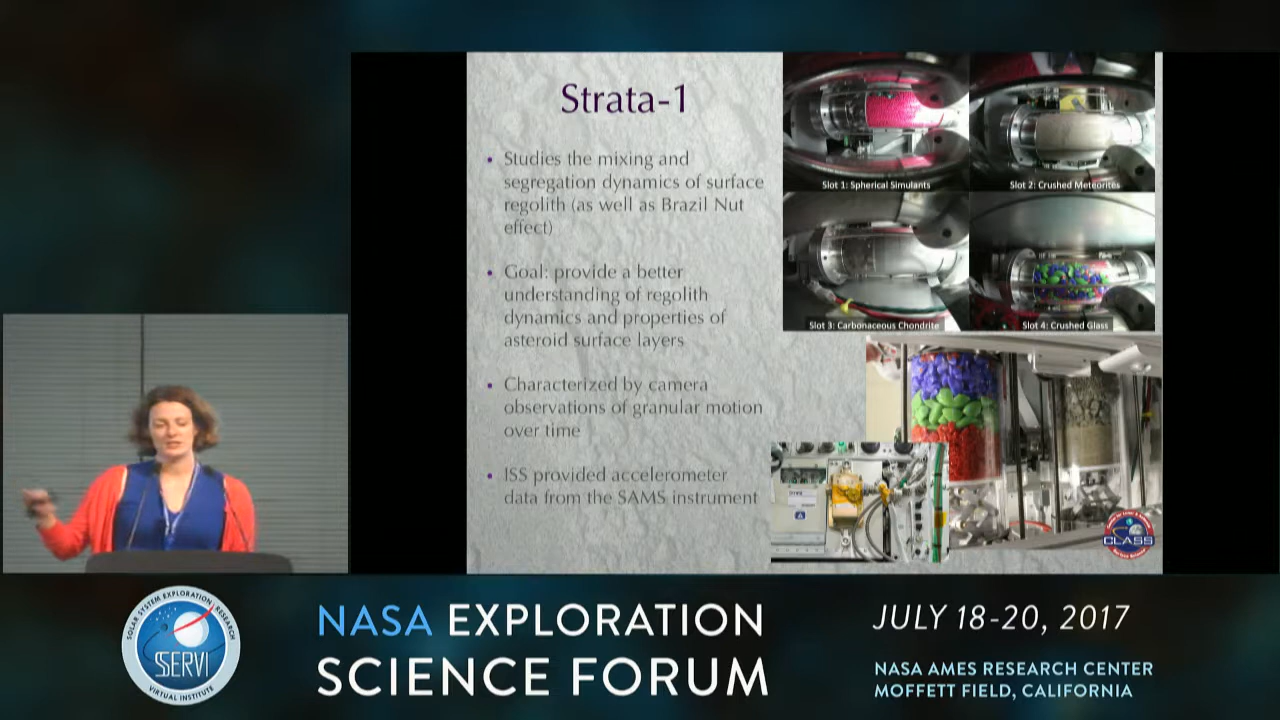 Strata-1
• Studies the mixing and
segregation dynamics of surface
regolith (as well as Brazil Nut
effect)
• Goal: provide a better
understanding of regolith
dynamics and properties of
asteroid surface layers
• Characterized by camera
observations of granular motion
over time
• ISS provided accelerometer
data from the SAMS instrument
Slot 1: Spherical Simulants
Slot 2: Crushed Meteorites
Slot 3: Carbonaceous Chondrite
Slot 4: Crushed Glass
CLASS
SOLAR SYSTEM EXPLORATION RESEARCH
SSERVI
VIRTUAL INSTITUTE
NASA EXPLORATION
SCIENCE FORUM
JULY 18-20, 2017
NASA AMES RESEARCH CENTER
MOFFETT FIELD, CALIFORNIA